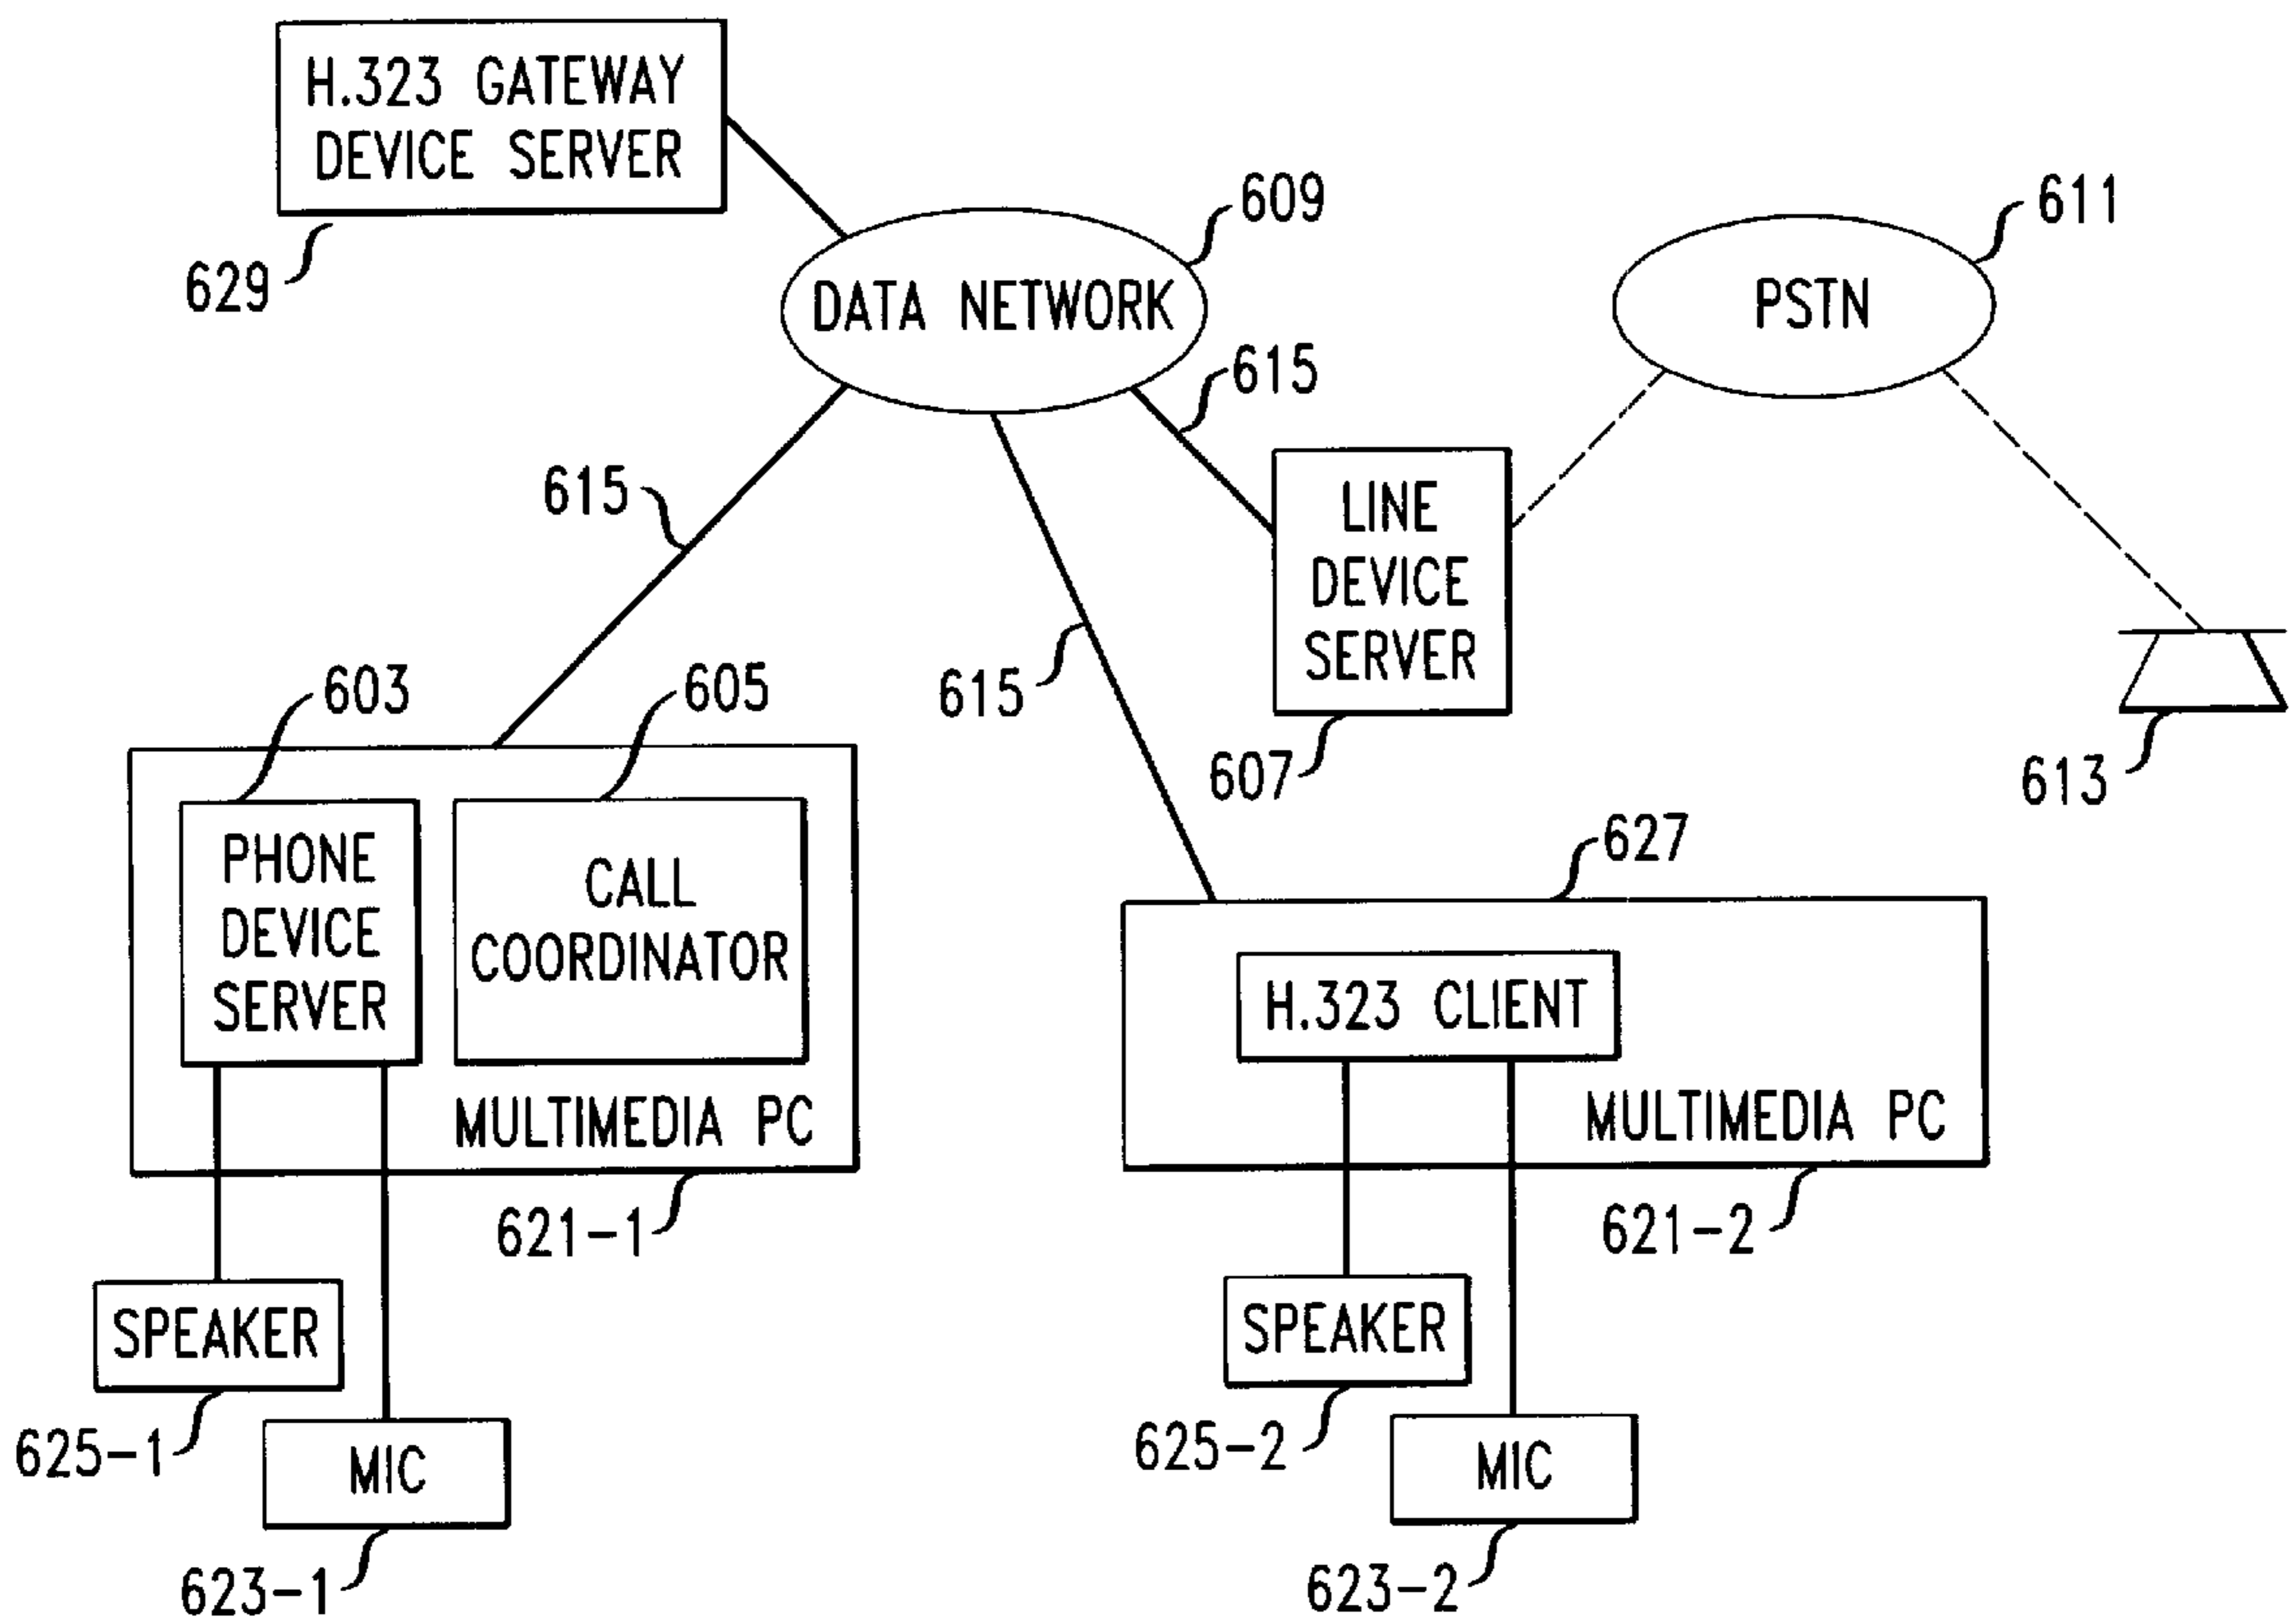 H.323 GATEWAY
DEVICE SERVER
629
609
DATA NETWORK
611
PSTN
615
615
615
LINE
DEVICE
SERVER
607
613
603
605
PHONE
DEVICE
SERVER
CALL
COORDINATOR
MULTIMEDIA PC
621-1
627
H.323 CLIENT
MULTIMEDIA PC
621-2
SPEAKER
625-1
MIC
623-1
SPEAKER
625-2
MIC
623-2